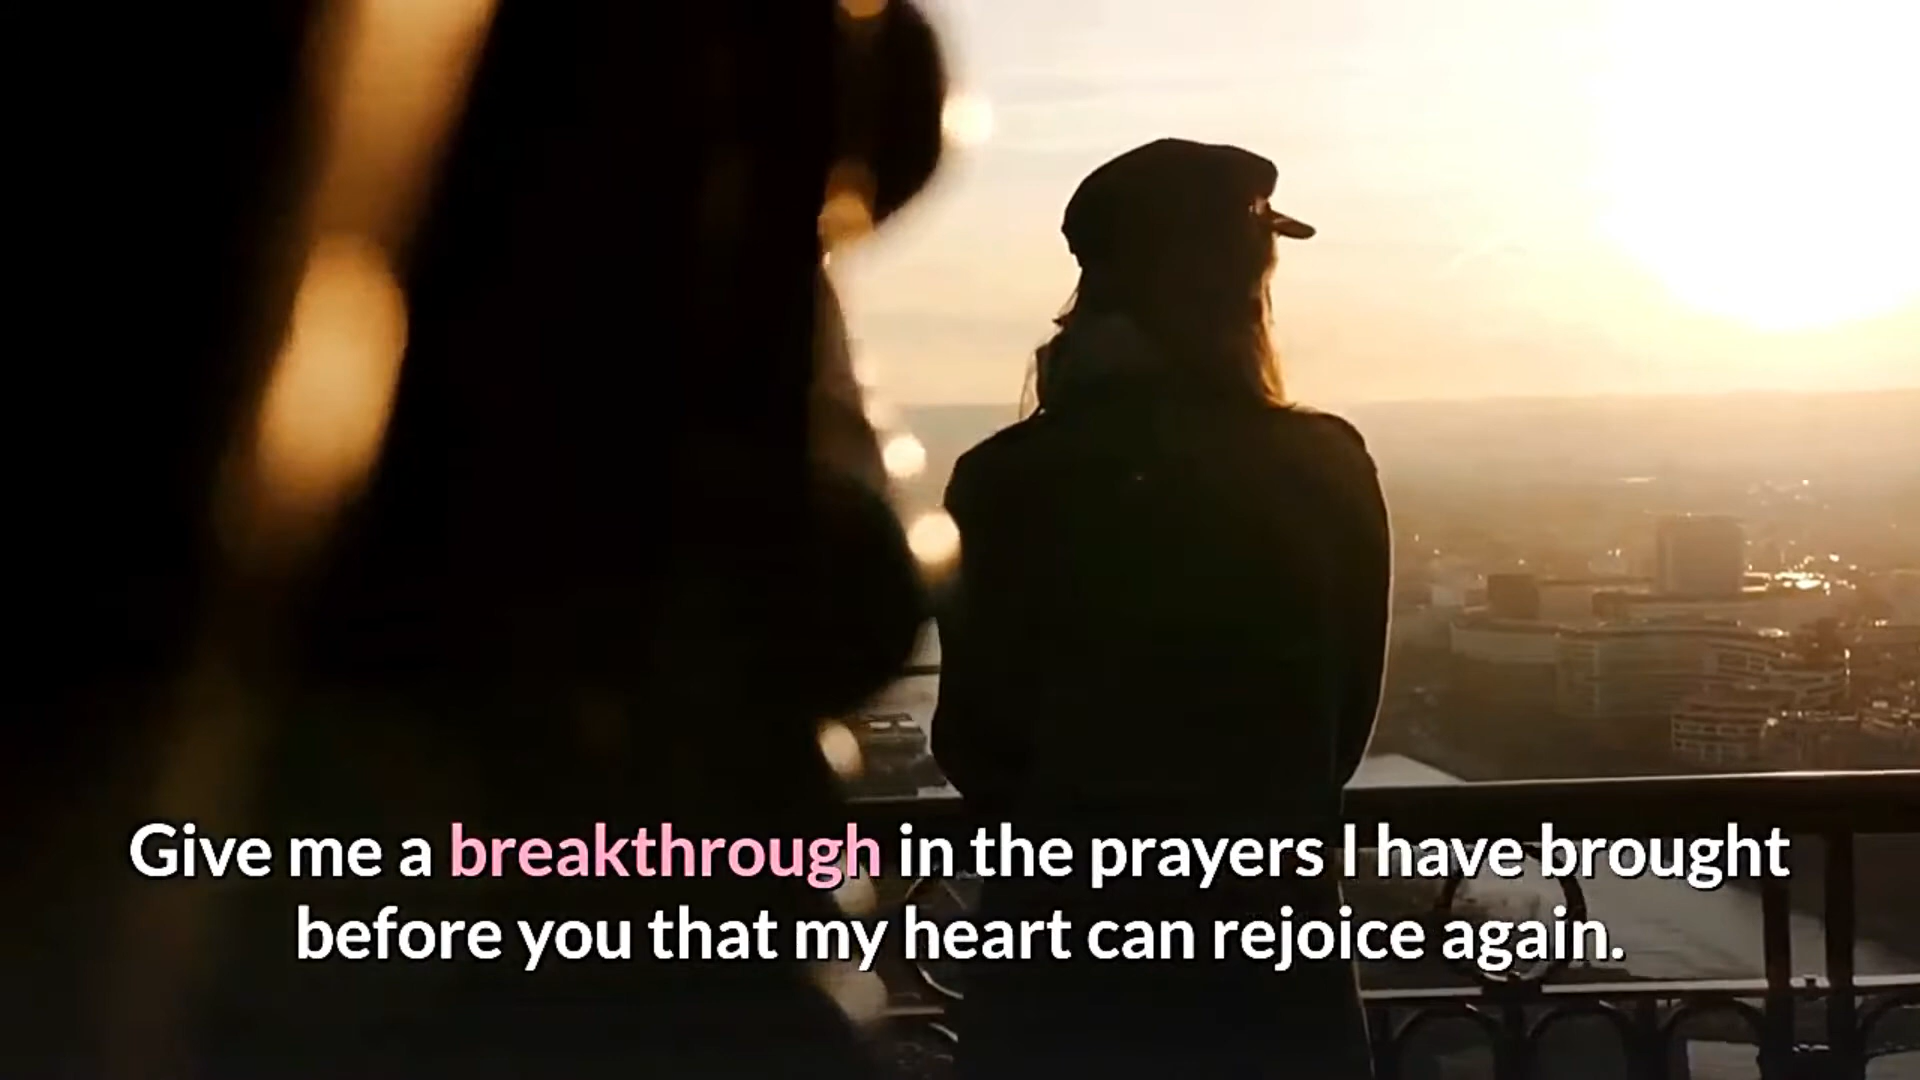 Give me a breakthrough in the prayers I have brought
before you that my heart can rejoice again.